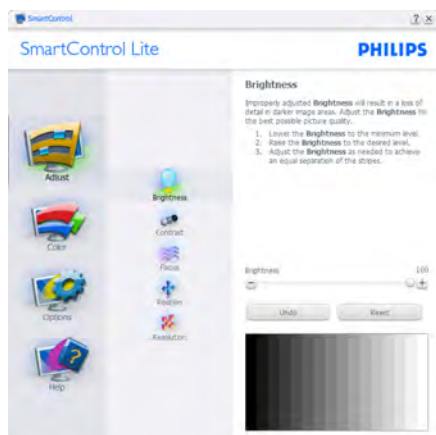 SmartControl
SmartControl Lite
PHILIPS
Adjust
Color
Options
Help
Brightness
Contrast
Focus
Position
Resolution
Brightness
Improperly adjusted Brightness will result in a loss of
detail in darker image areas. Adjust the Brightness for
the best possible picture quality.
1. Lower the Brightness to the minimum level.
2. Raise the Brightness to the desired level.
3. Adjust the Brightness as needed to achieve
an equal separation of the stripes.
Brightness 100
Undo Reset